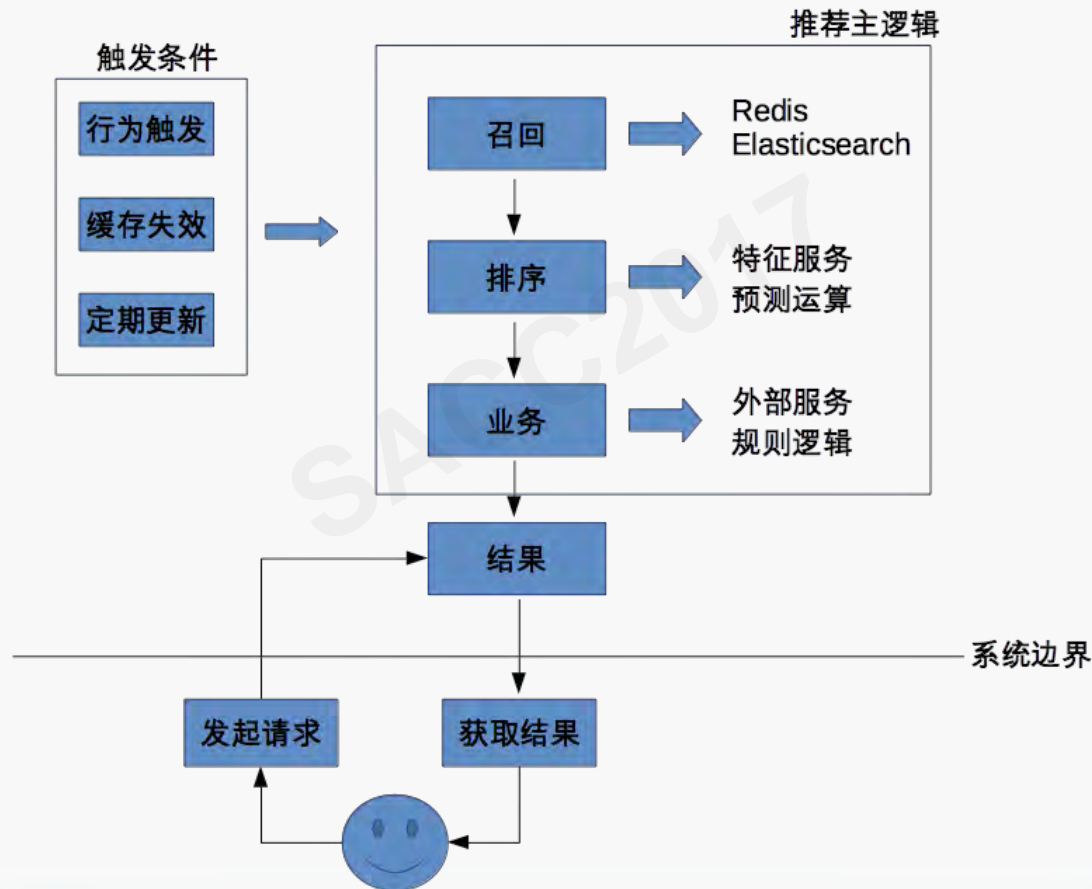 推荐主逻辑
触发条件
行为触发
缓存失效
定期更新
召回
Redis
Elasticsearch
排序
特征服务
预测运算
业务
外部服务
规则逻辑
结果
系统边界
发起请求
获取结果
SACC2017